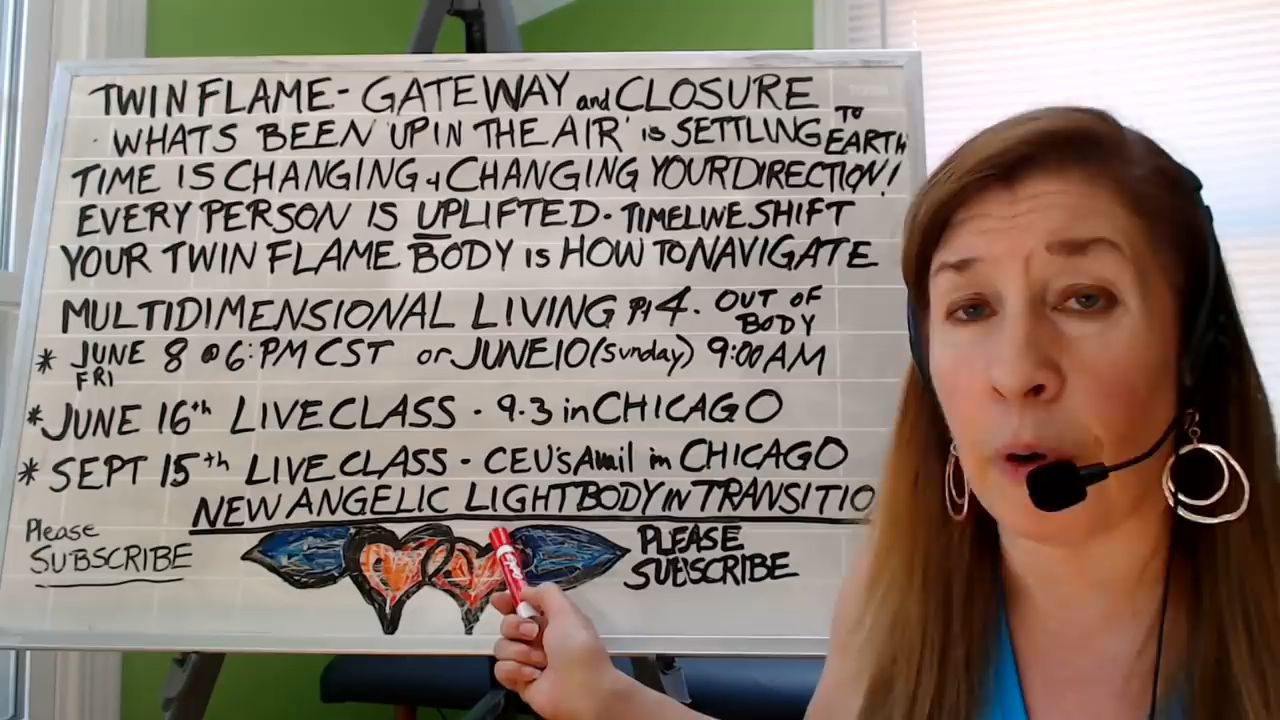 TWIN FLAME - GATEWAY and CLOSURE
· WHATS BEEN 'UP IN THE AIR' is SETTLING TO EARTH
TIME IS CHANGING + CHANGING YOUR DIRECTION!
EVERY PERSON IS UPLIFTED · TIMELINE SHIFT
YOUR TWIN FLAME BODY is HOW TO NAVIGATE
MULTIDIMENSIONAL LIVING Pt 4. OUT OF BODY
* JUNE 8 @ 6:PM CST or JUNE 10 (Sunday) 9:00 AM
FRI
* JUNE 16th LIVE CLASS - 9-3 in CHICAGO
* SEPT 15th LIVE CLASS - CEU's Avail in CHICAGO
NEW ANGELIC LIGHTBODY IN TRANSITIO
Please
SUBSCRIBE
PLEASE
SUBSCRIBE